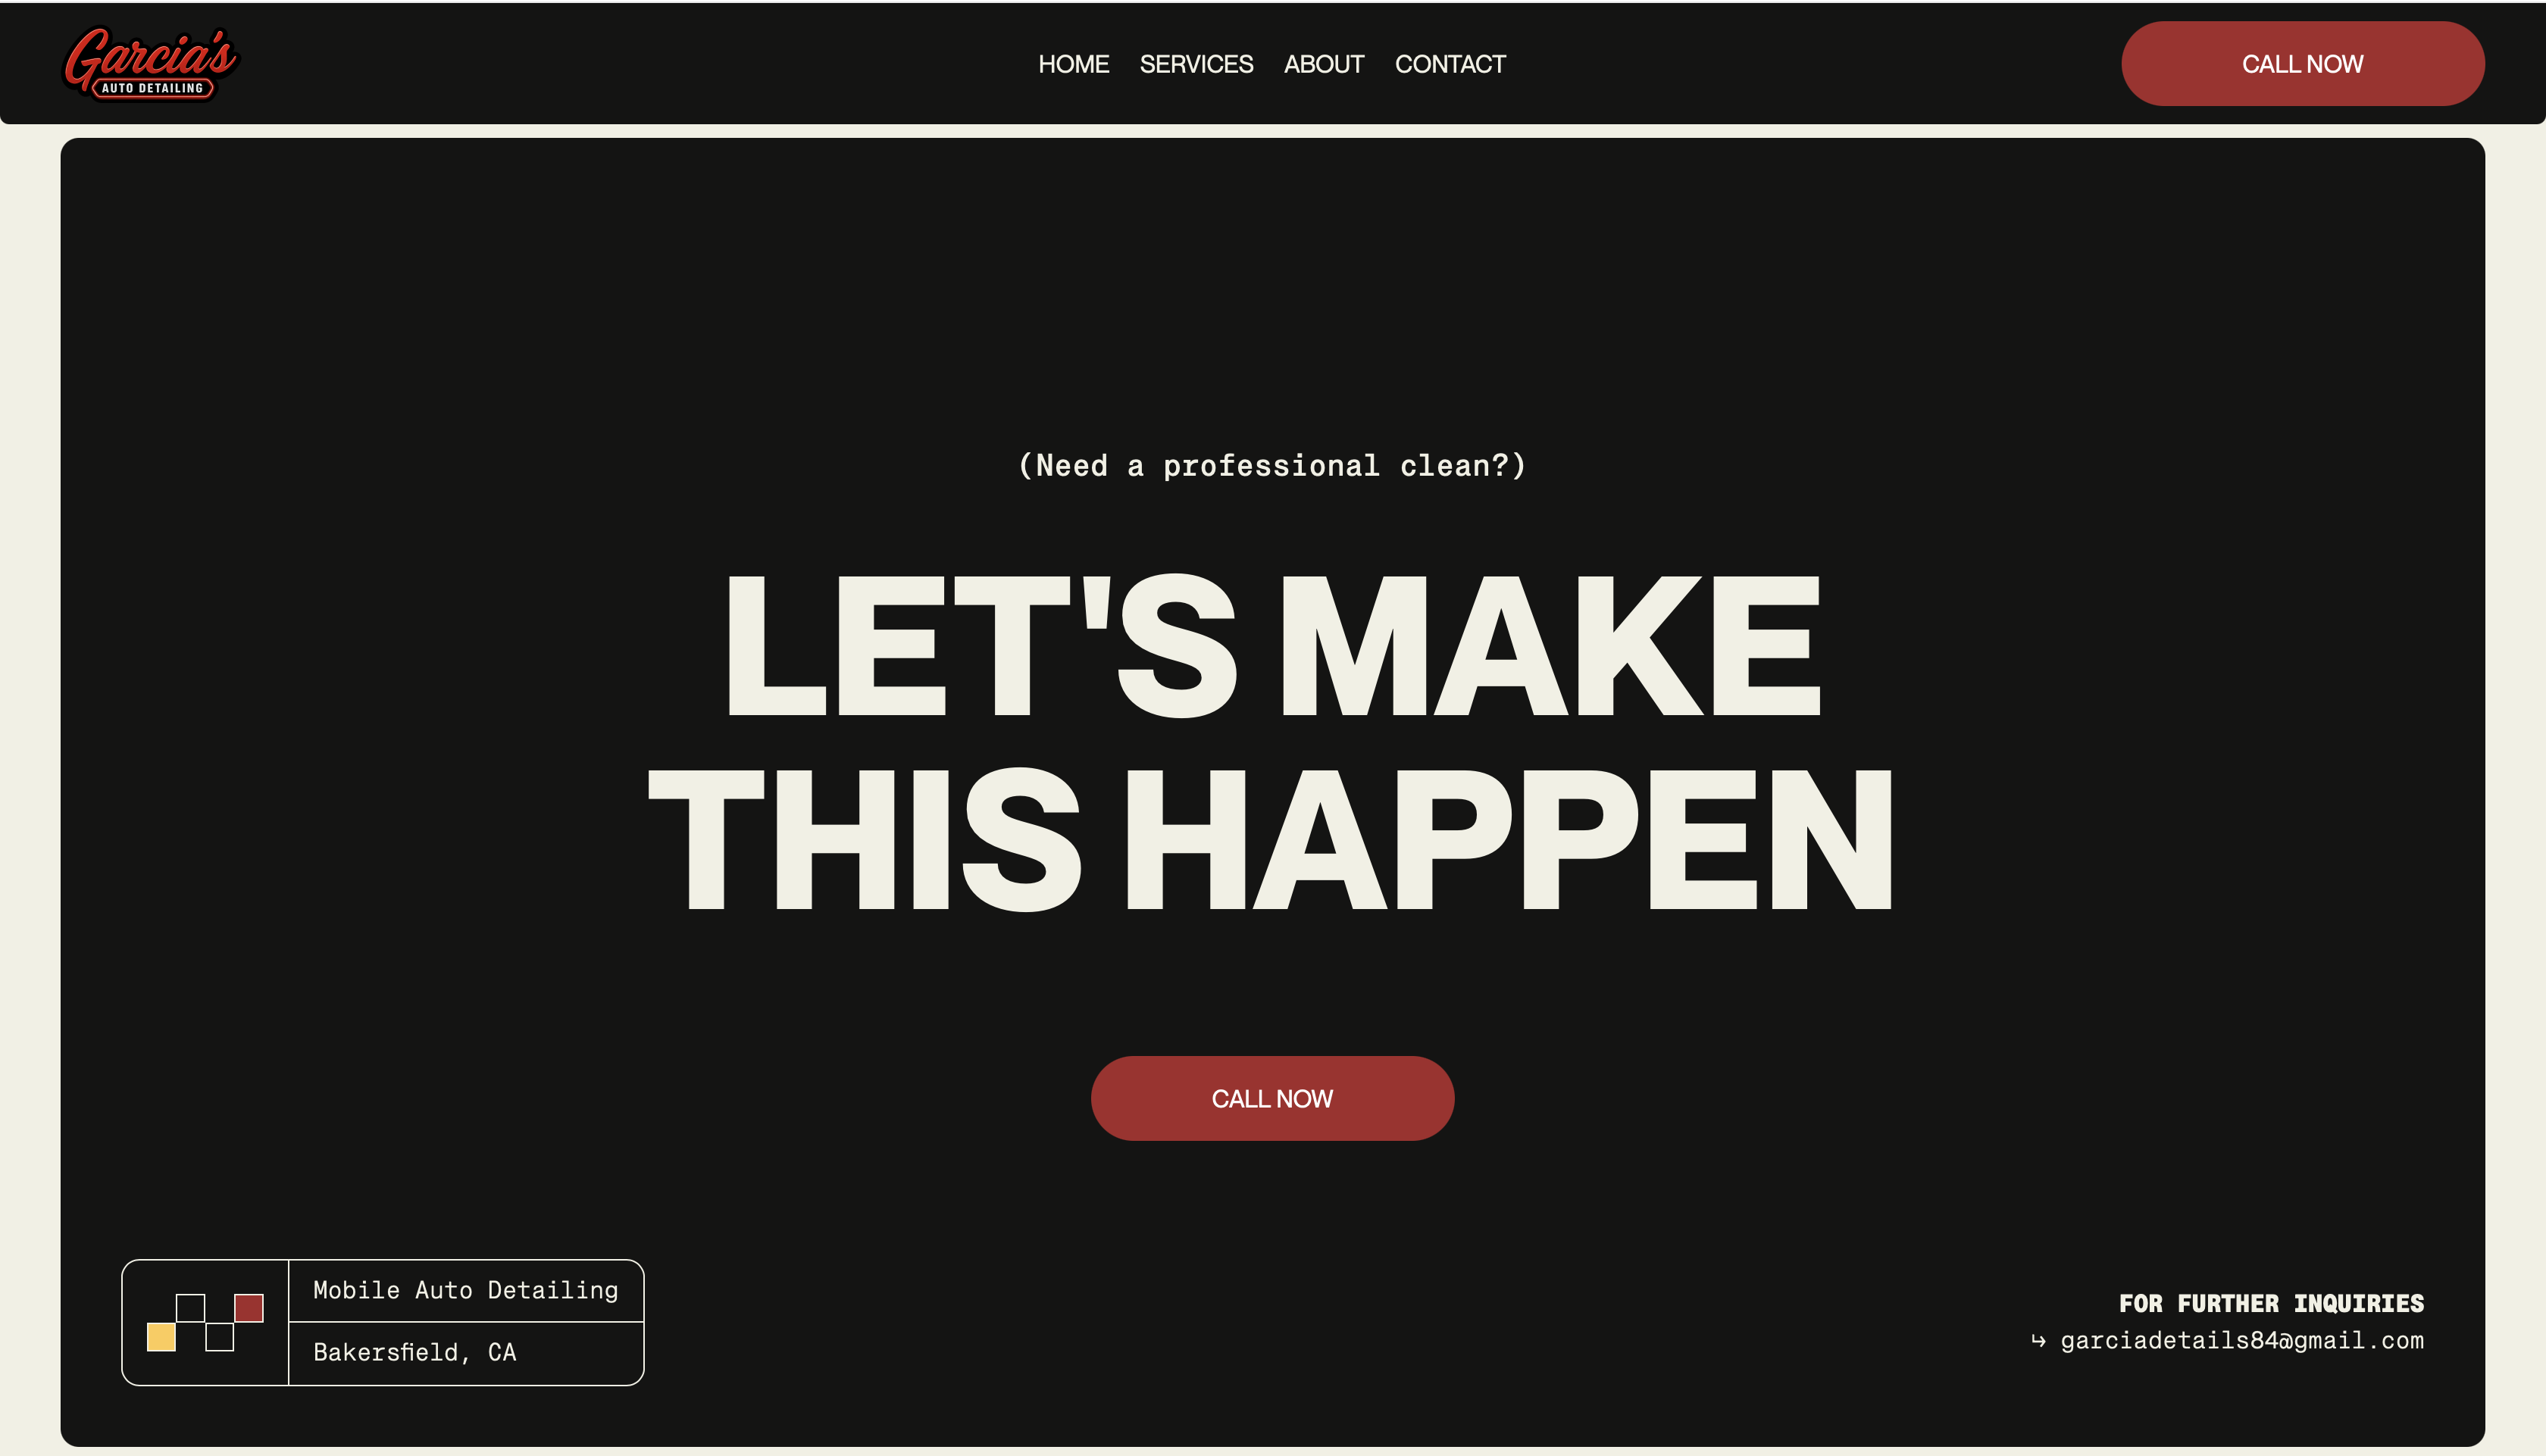 Garcia's
AUTO DETAILING
HOME SERVICES ABOUT CONTACT
CALL NOW
(Need a professional clean?)
LET'S MAKE
THIS HAPPEN
CALL NOW
Mobile Auto Detailing
Bakersfield, CA
FOR FURTHER INQUIRIES
↪ garciadetails84@gmail.com